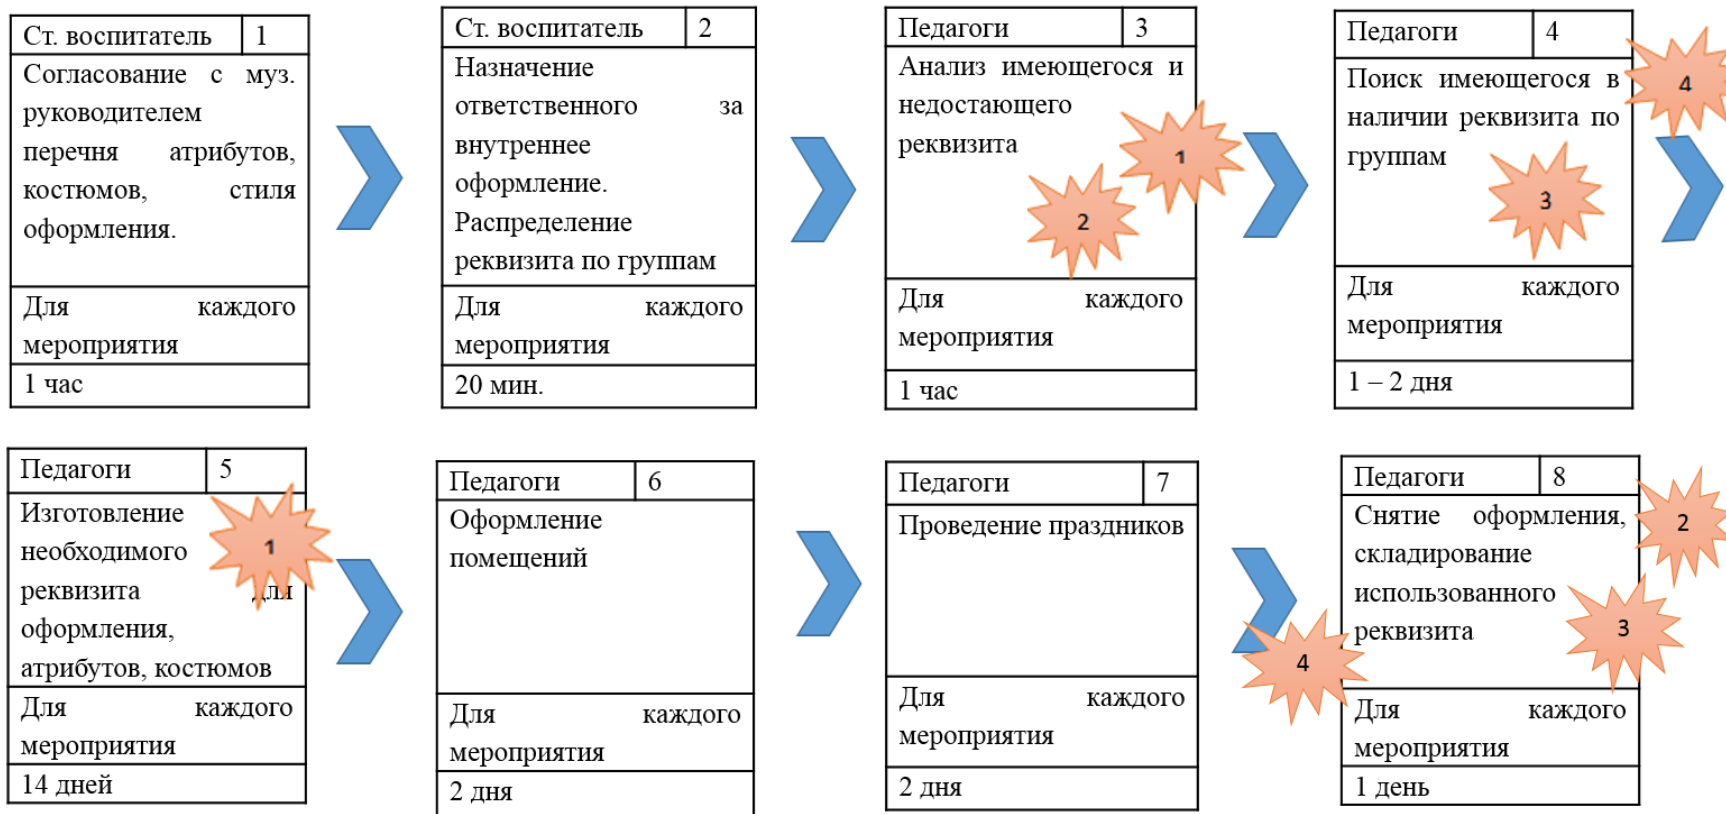 Ст. воспитатель 1
Согласование с муз.
руководителем
перечня атрибутов,
костюмов, стиля
оформления.
Для каждого
мероприятия
1 час
Ст. воспитатель 2
Назначение
ответственного за
внутреннее
оформление.
Распределение
реквизита по группам
Для каждого
мероприятия
20 мин.
Педагоги 3
Анализ имеющегося и
недостающего
реквизита
1
2
Для каждого
мероприятия
1 час
Педагоги 4
Поиск имеющегося в
наличии реквизита по
группам
4
3
Для каждого
мероприятия
1 – 2 дня
Педагоги 5
Изготовление
необходимого
реквизита для
оформления,
атрибутов, костюмов
1
Для каждого
мероприятия
14 дней
Педагоги 6
Оформление
помещений
Для каждого
мероприятия
2 дня
Педагоги 7
Проведение праздников
Для каждого
мероприятия
2 дня
4
Педагоги 8
Снятие оформления,
складирование
использованного
реквизита
2
3
Для каждого
мероприятия
1 день